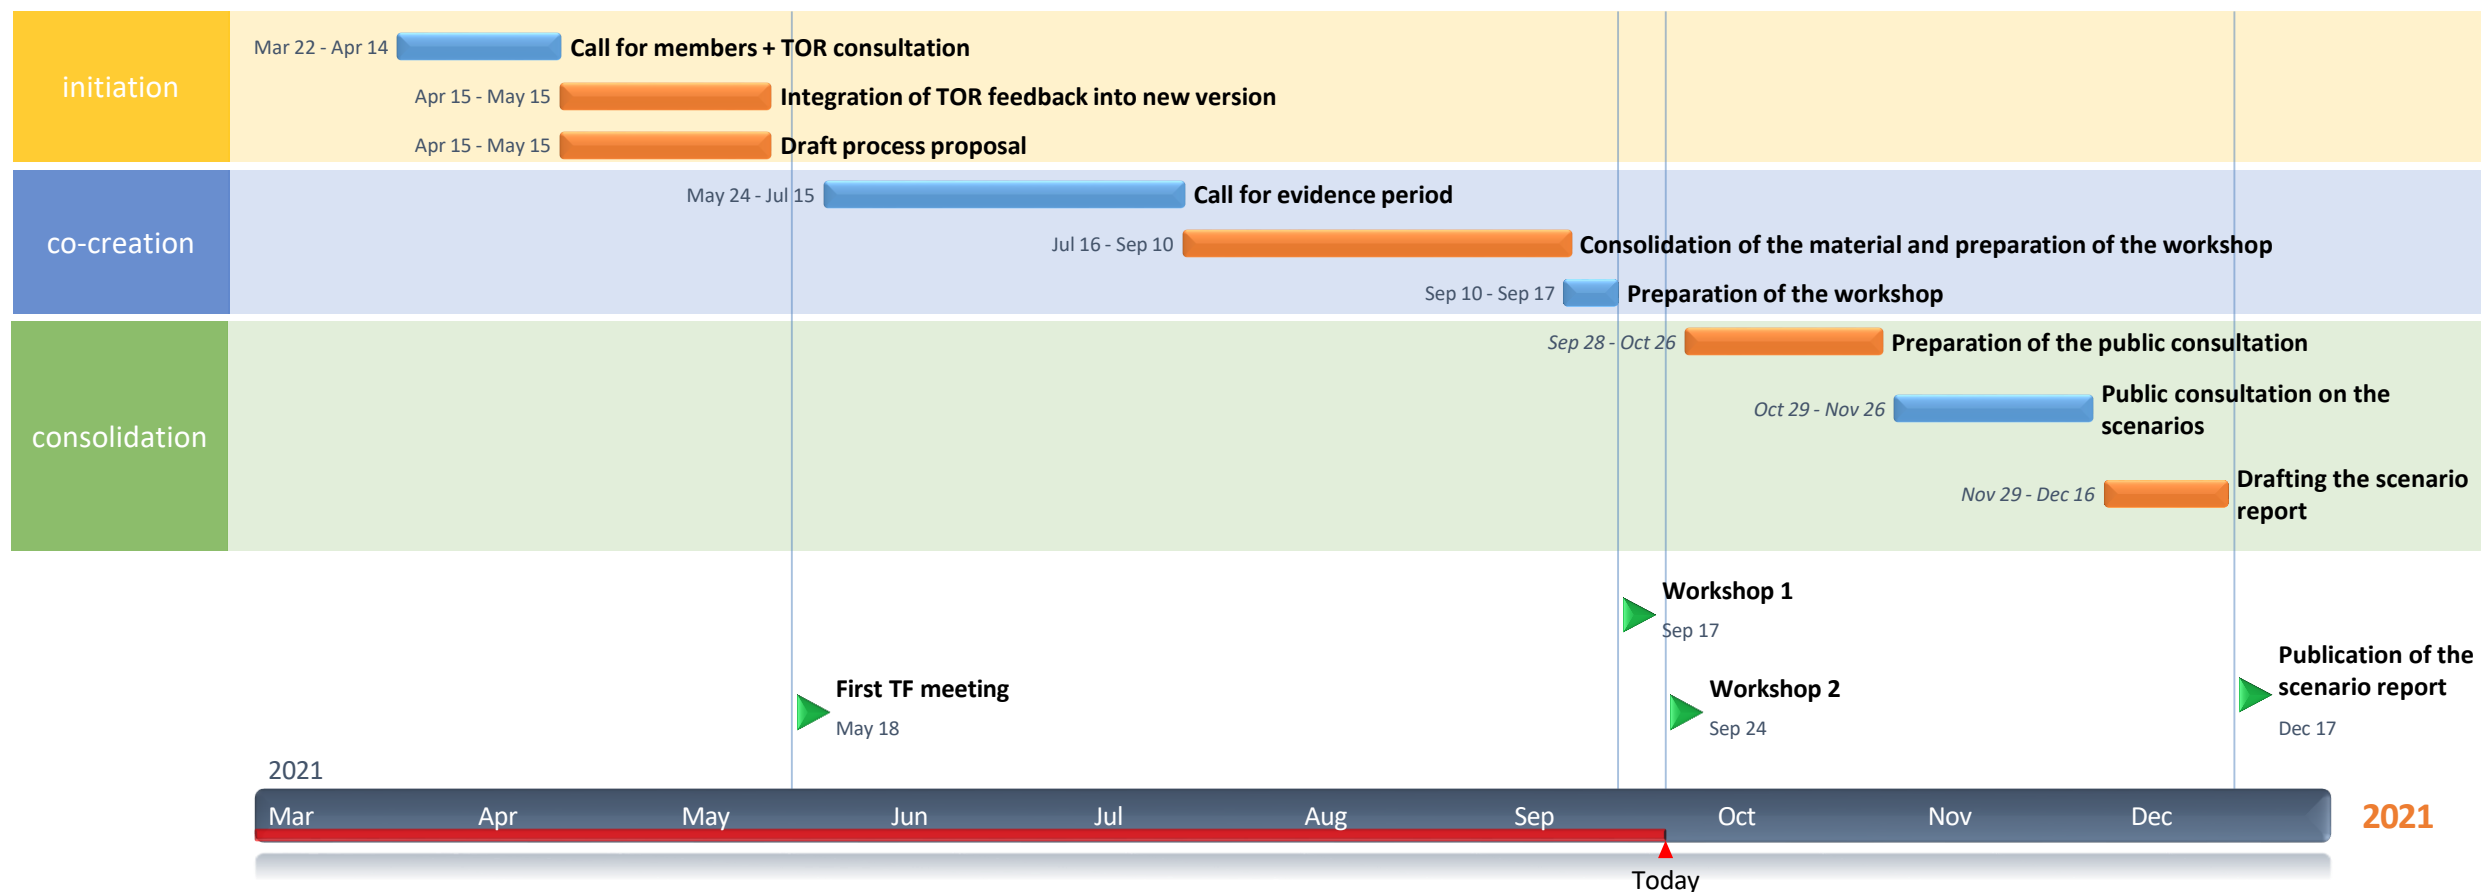 initiation
Mar 22 - Apr 14
Call for members + TOR consultation
Apr 15 - May 15
Integration of TOR feedback into new version
Apr 15 - May 15
Draft process proposal
co-creation
May 24 - Jul 15
Call for evidence period
Jul 16 - Sep 10
Consolidation of the material and preparation of the workshop
Sep 10 - Sep 17
Preparation of the workshop
consolidation
Sep 28 - Oct 26
Preparation of the public consultation
Oct 29 - Nov 26
Public consultation on the
scenarios
Nov 29 - Dec 16
Drafting the scenario
report
Workshop 1
Sep 17
First TF meeting
May 18
Workshop 2
Sep 24
Publication of the
scenario report
Dec 17
2021
Mar Apr May Jun Jul Aug Sep Oct Nov Dec
2021
Today